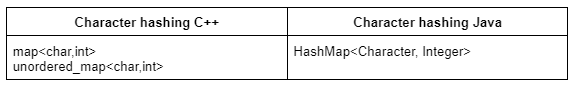 Character hashing C++
Character hashing Java
map<char,int>
unordered_map<char,int>
HashMap<Character, Integer>